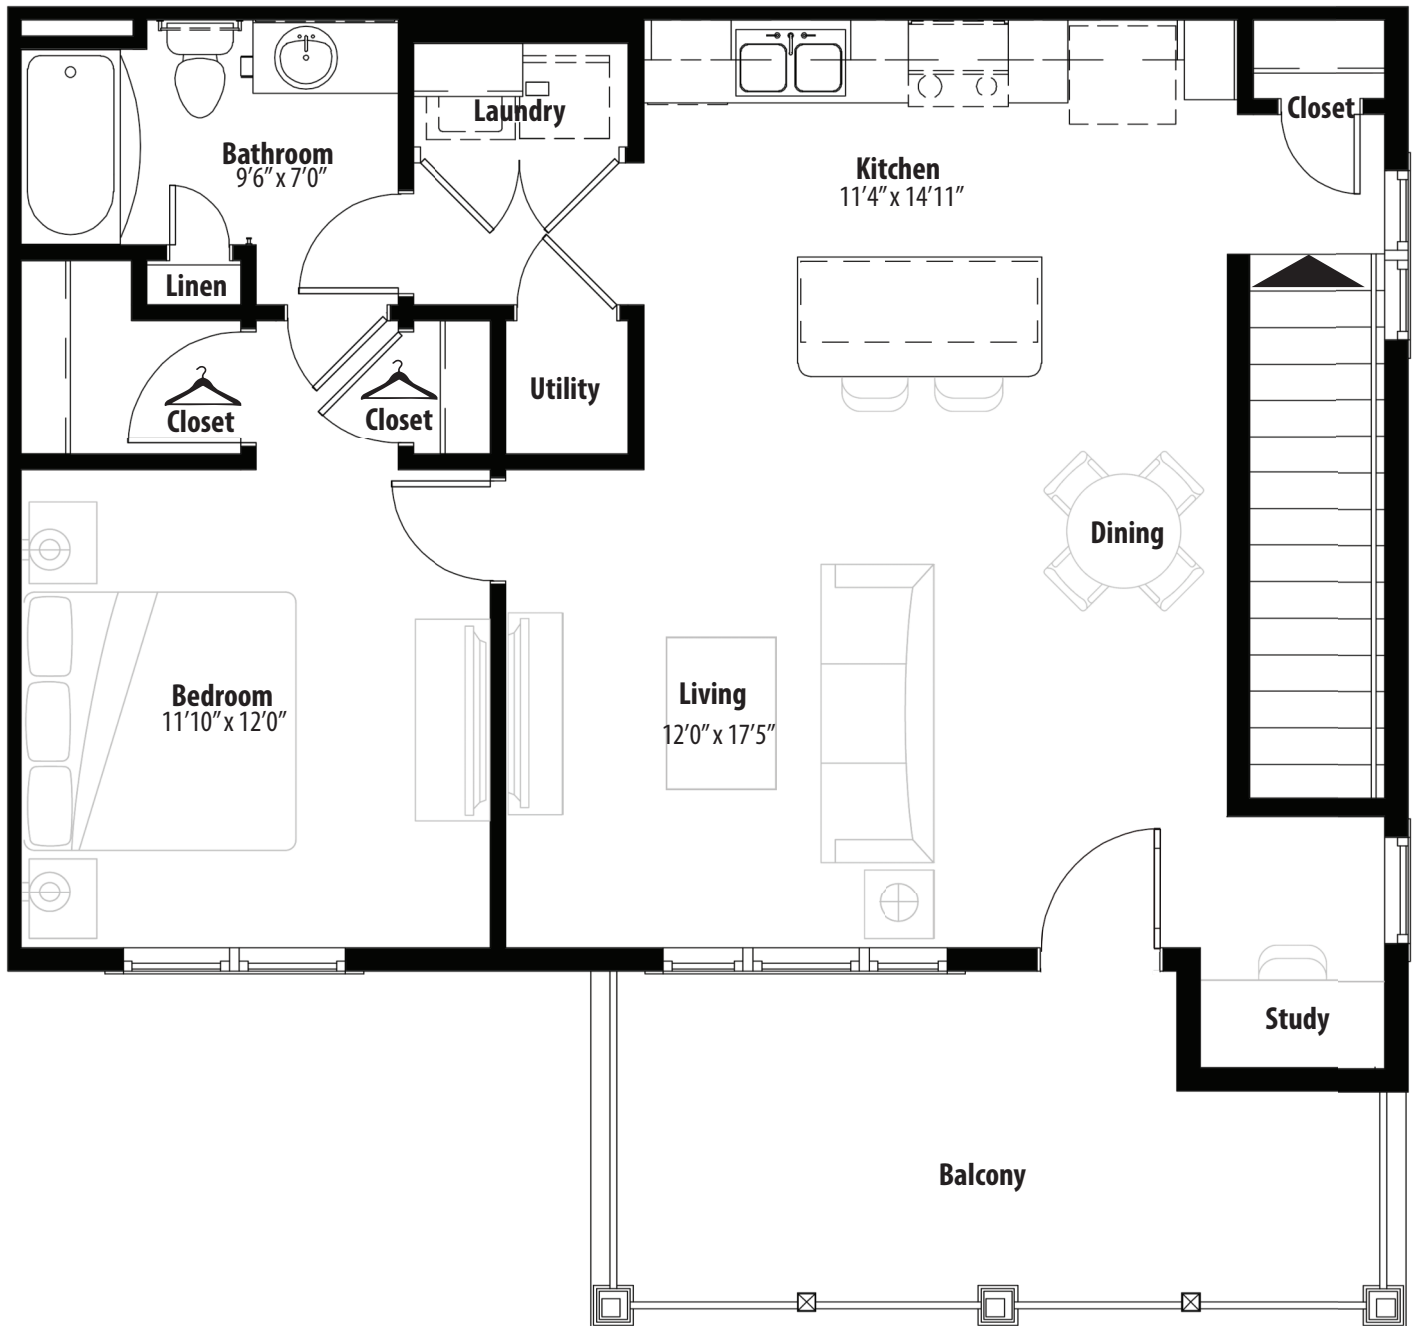 Laundry
Closet
Bathroom
9'6" x 7'0"
Kitchen
11'4" x 14'11"
Linen
Utility
Closet
Closet
Dining
Bedroom
11'10" x 12'0"
Living
12'0" x 17'5"
Study
Balcony